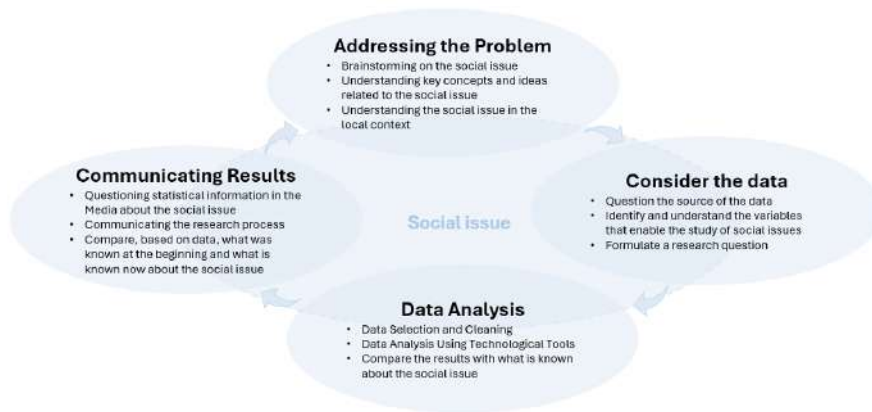 Addressing the Problem
• Brainstorming on the social issue
• Understanding key concepts and ideas
related to the social issue
• Understanding the social issue in the
local context
Communicating Results
• Questioning statistical information in the
Media about the social issue
• Communicating the research process
• Compare, based on data, what was
known at the beginning and what is
known now about the social issue
Social issue
Consider the data
• Question the source of the data
• Identify and understand the variables
that enable the study of social issues
• Formulate a research question
Data Analysis
• Data Selection and Cleaning
• Data Analysis Using Technological Tools
• Compare the results with what is known
about the social issue